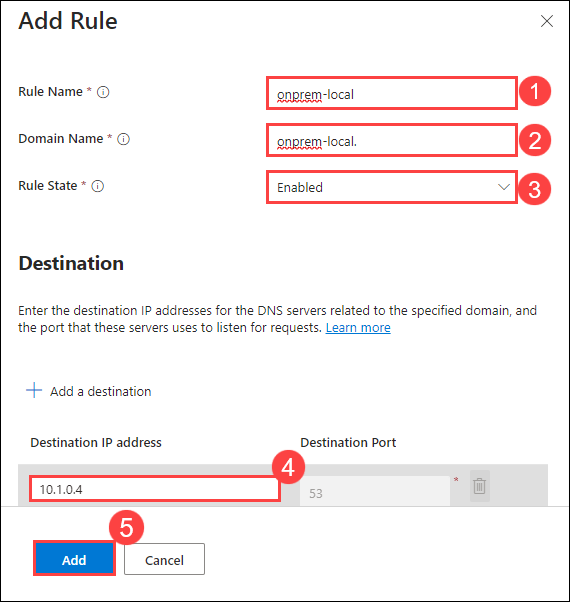 Add Rule
Rule Name * onprem-local 1
Domain Name * onprem-local. 2
Rule State * Enabled 3
Destination
Enter the destination IP addresses for the DNS servers related to the specified domain, and
the port that these servers uses to listen for requests. Learn more
Add a destination
Destination IP address Destination Port
4
10.1.0.4 53 *
5
Add Cancel